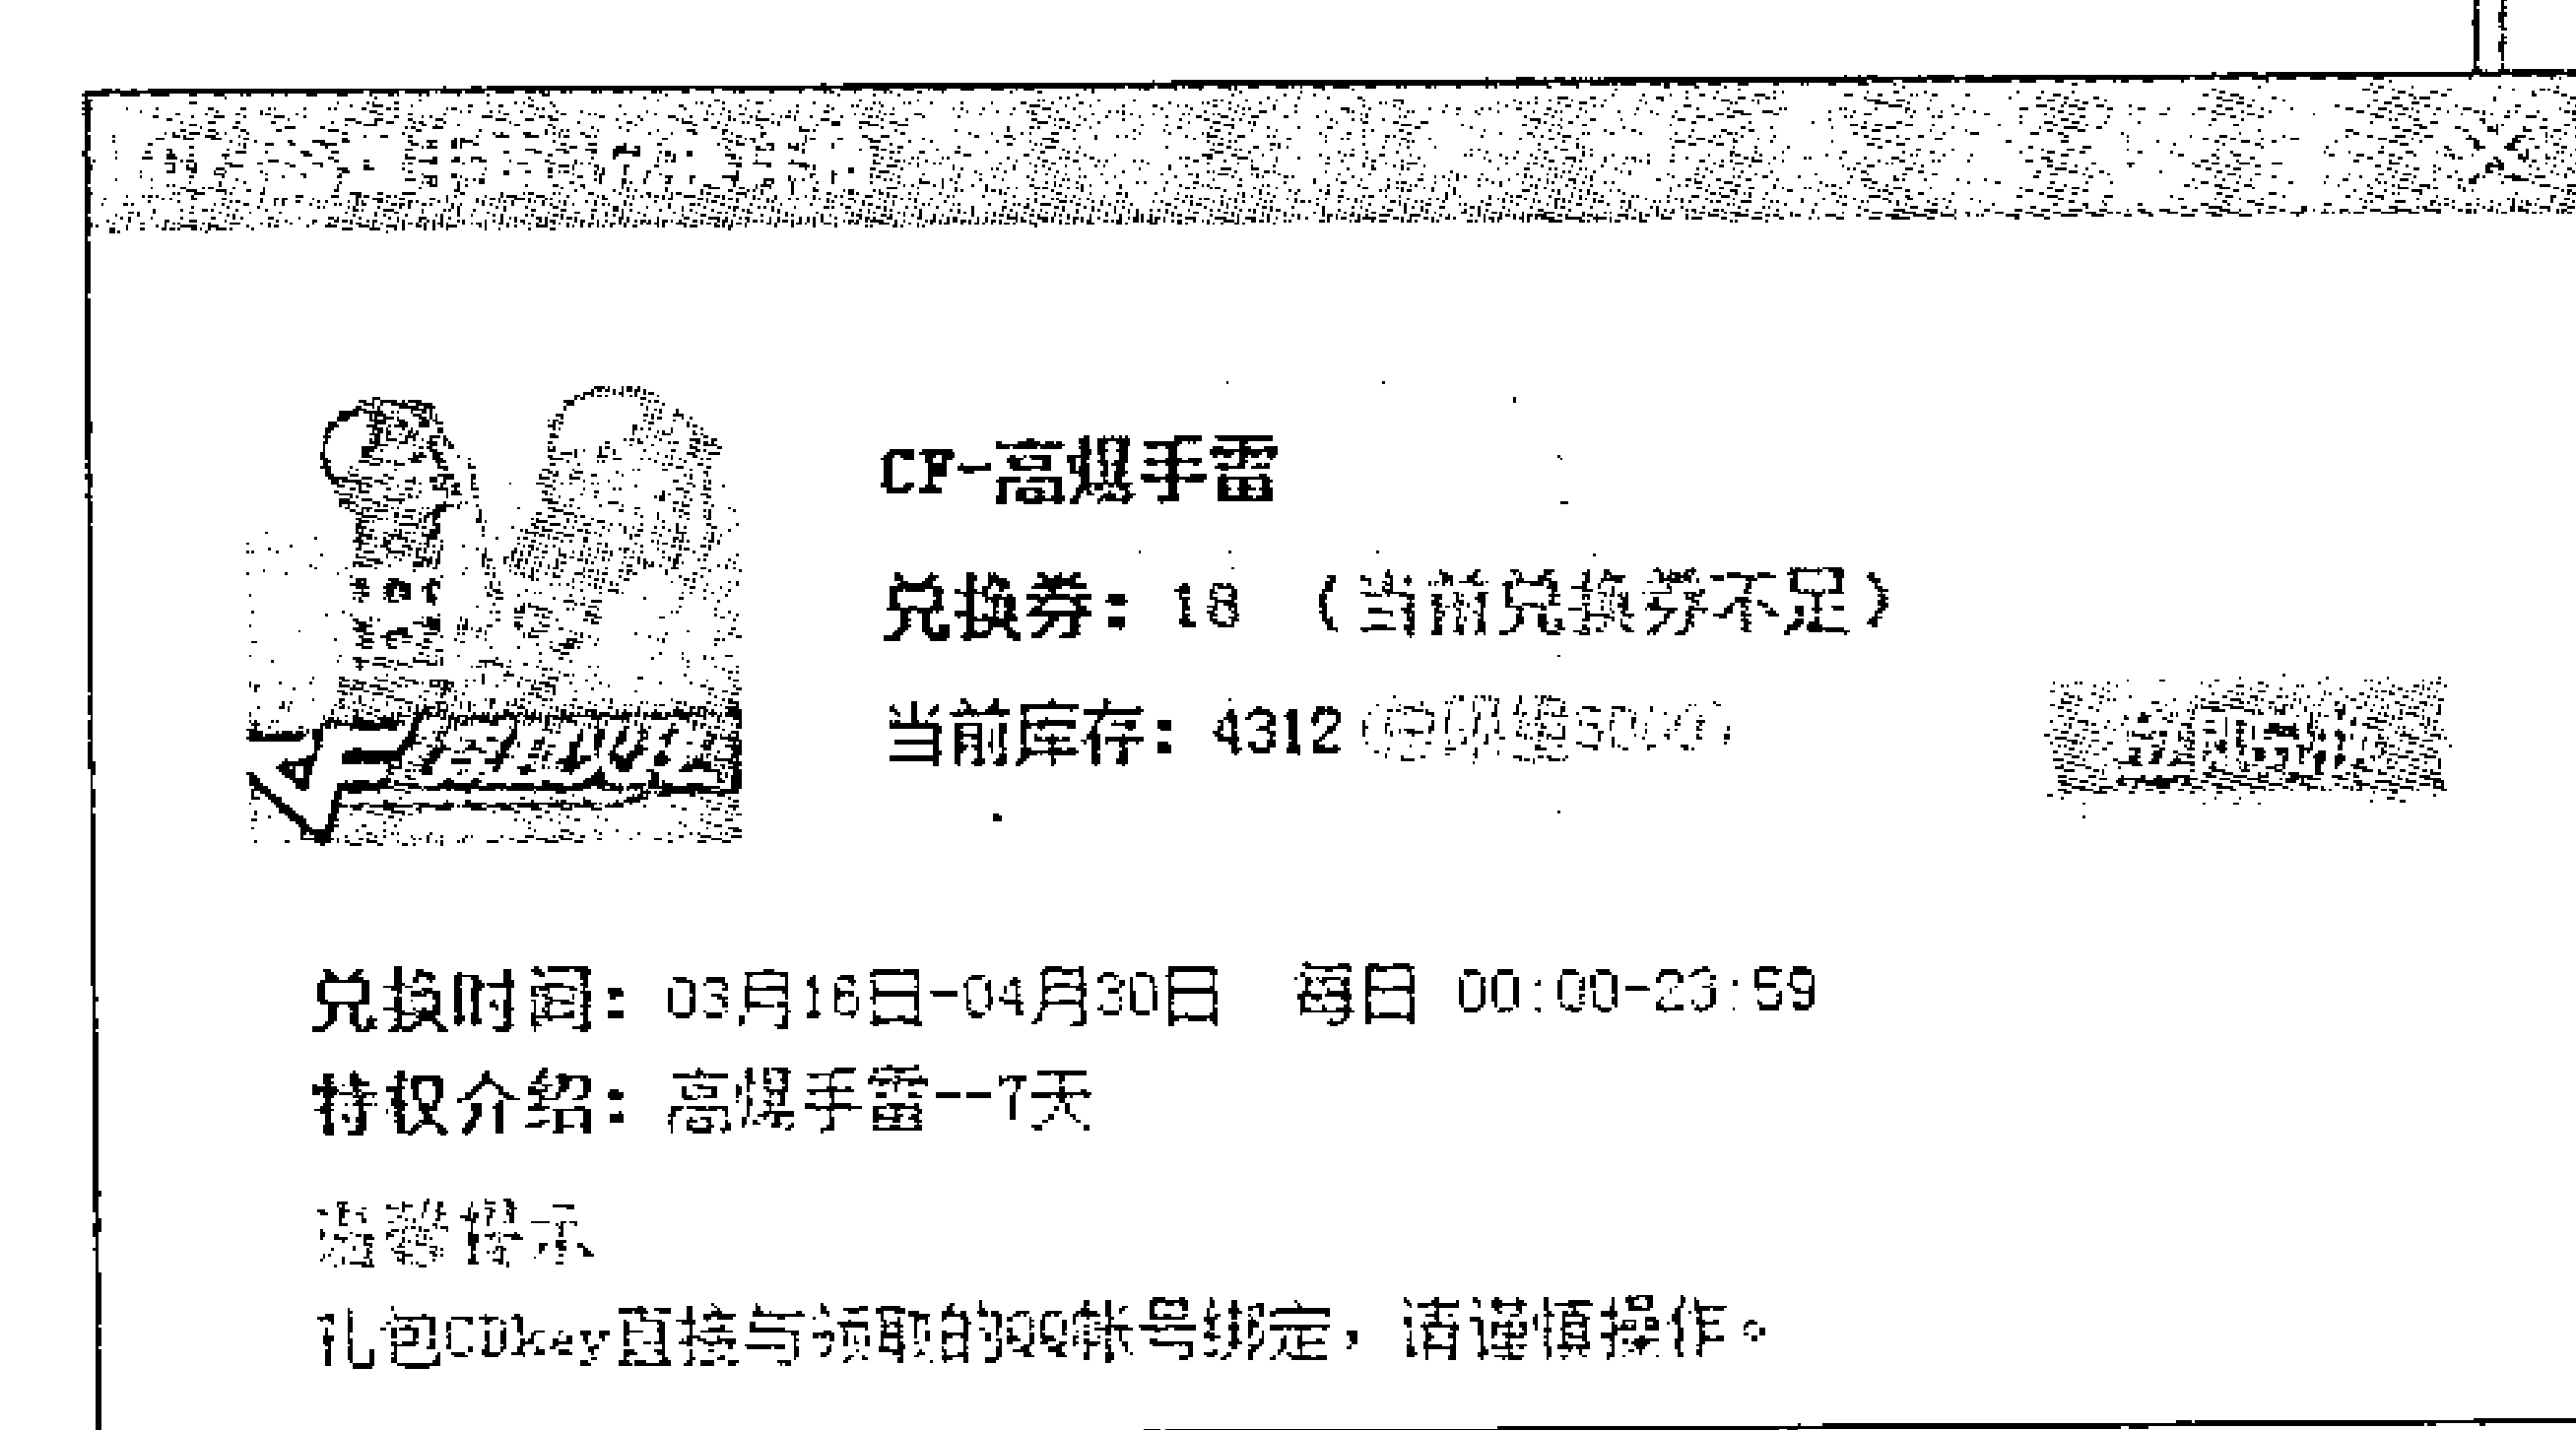 CF-高爆手雷
兑换券：18 （当前兑换券不足）
当前库存：4312
兑换时间：03月16日-04月30日 每日 00:00-23:59
特权介绍：高爆手雷--7天
温馨提示
礼包CDkey直接与领取的QQ帐号绑定，请谨慎操作。